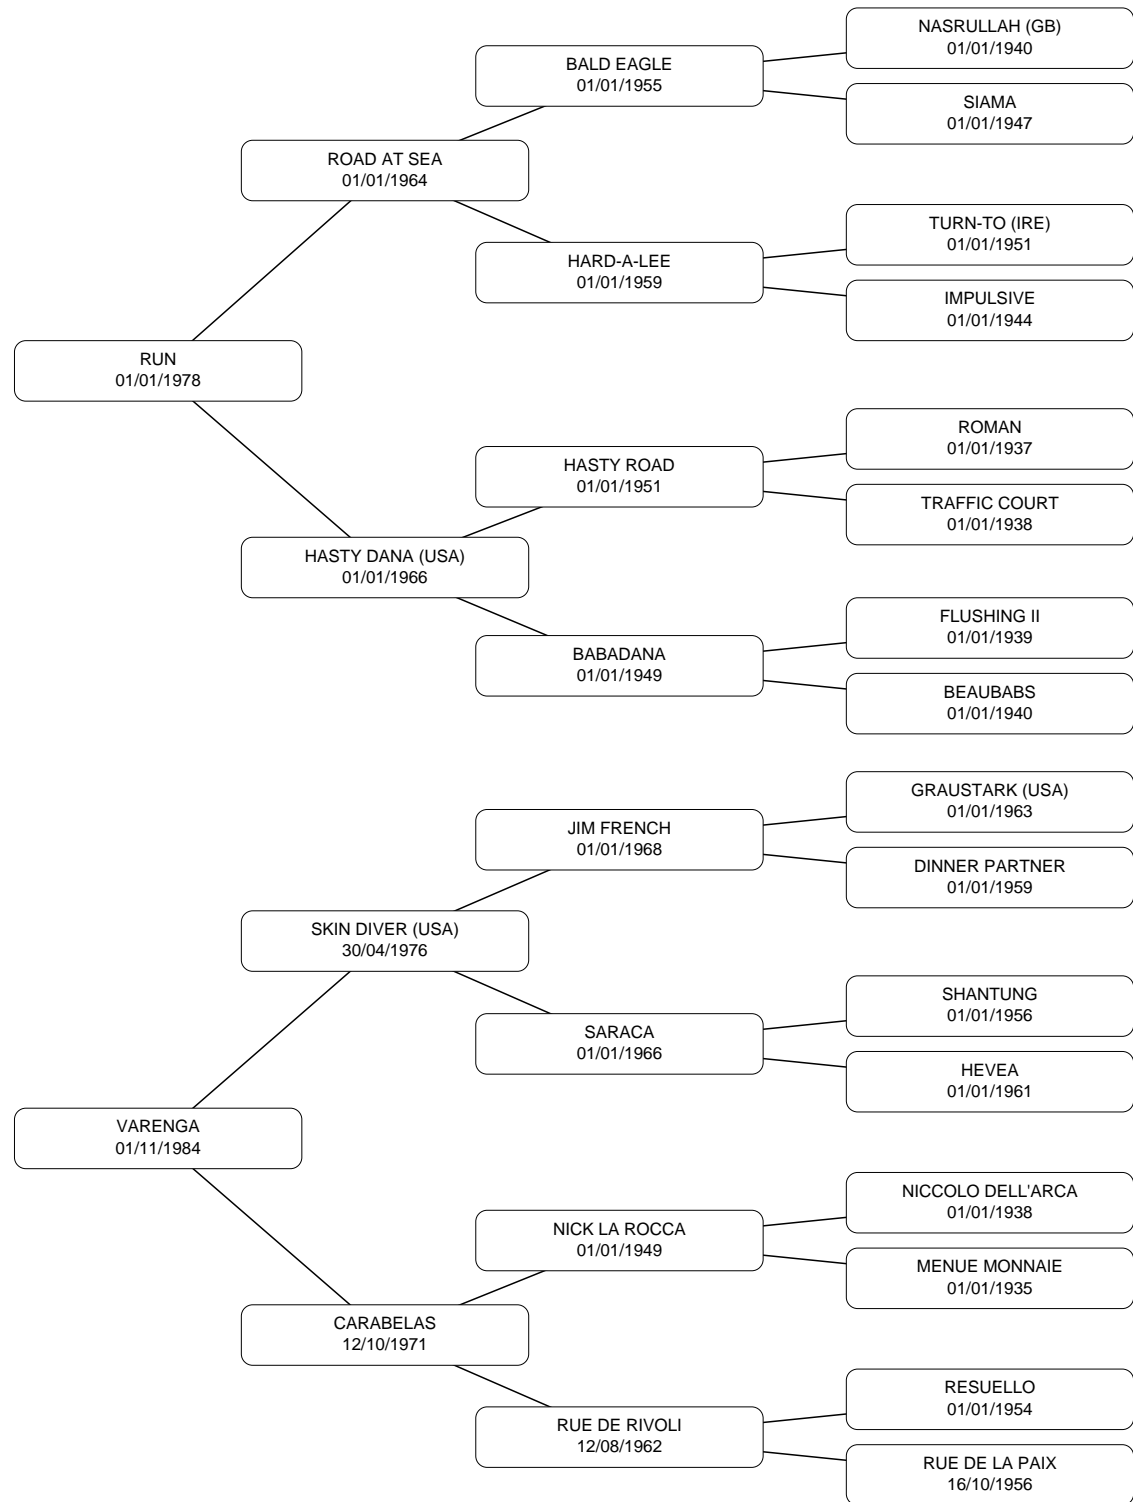 NASRULLAH (GB)
01/01/1940
BALD EAGLE
01/01/1955
SIAMA
01/01/1947
ROAD AT SEA
01/01/1964
TURN-TO (IRE)
01/01/1951
HARD-A-LEE
01/01/1959
IMPULSIVE
01/01/1944
RUN
01/01/1978
ROMAN
01/01/1937
HASTY ROAD
01/01/1951
TRAFFIC COURT
01/01/1938
HASTY DANA (USA)
01/01/1966
FLUSHING II
01/01/1939
BABADANA
01/01/1949
BEAUBABS
01/01/1940
GRAUSTARK (USA)
01/01/1963
JIM FRENCH
01/01/1968
DINNER PARTNER
01/01/1959
SKIN DIVER (USA)
30/04/1976
SHANTUNG
01/01/1956
SARACA
01/01/1966
HEVEA
01/01/1961
VARENGA
01/11/1984
NICCOLO DELL'ARCA
01/01/1938
NICK LA ROCCA
01/01/1949
MENUE MONNAIE
01/01/1935
CARABELAS
12/10/1971
RESUELLO
01/01/1954
RUE DE RIVOLI
12/08/1962
RUE DE LA PAIX
16/10/1956